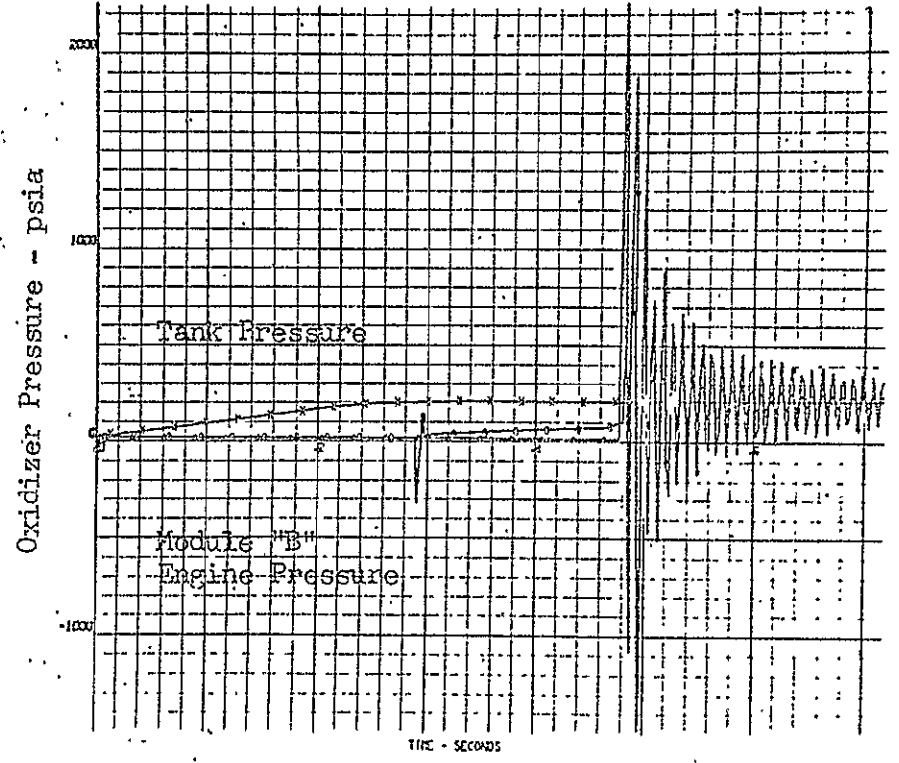 2000
Oxidizer Pressure - psia
1000
Tank Pressure
0
Module "B"
Engine Pressure
-1000
TIME - SECONDS